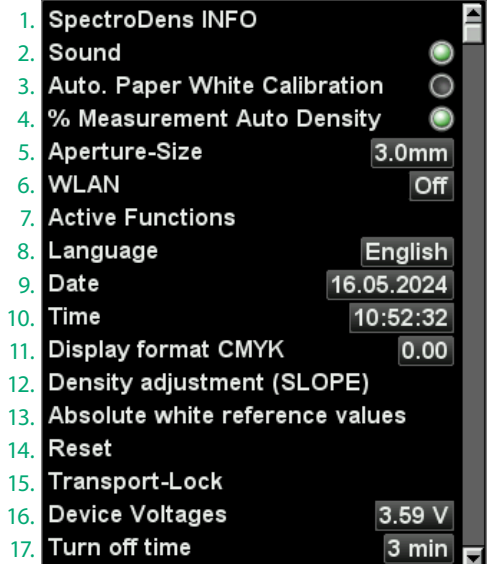 1. SpectroDens INFO
2. Sound
3. Auto. Paper White Calibration
4. % Measurement Auto Density
5. Aperture-Size 3.0mm
6. WLAN Off
7. Active Functions
8. Language English
9. Date 16.05.2024
10. Time 10:52:32
11. Display format CMYK 0.00
12. Density adjustment (SLOPE)
13. Absolute white reference values
14. Reset
15. Transport-Lock
16. Device Voltages 3.59 V
17. Turn off time 3 min